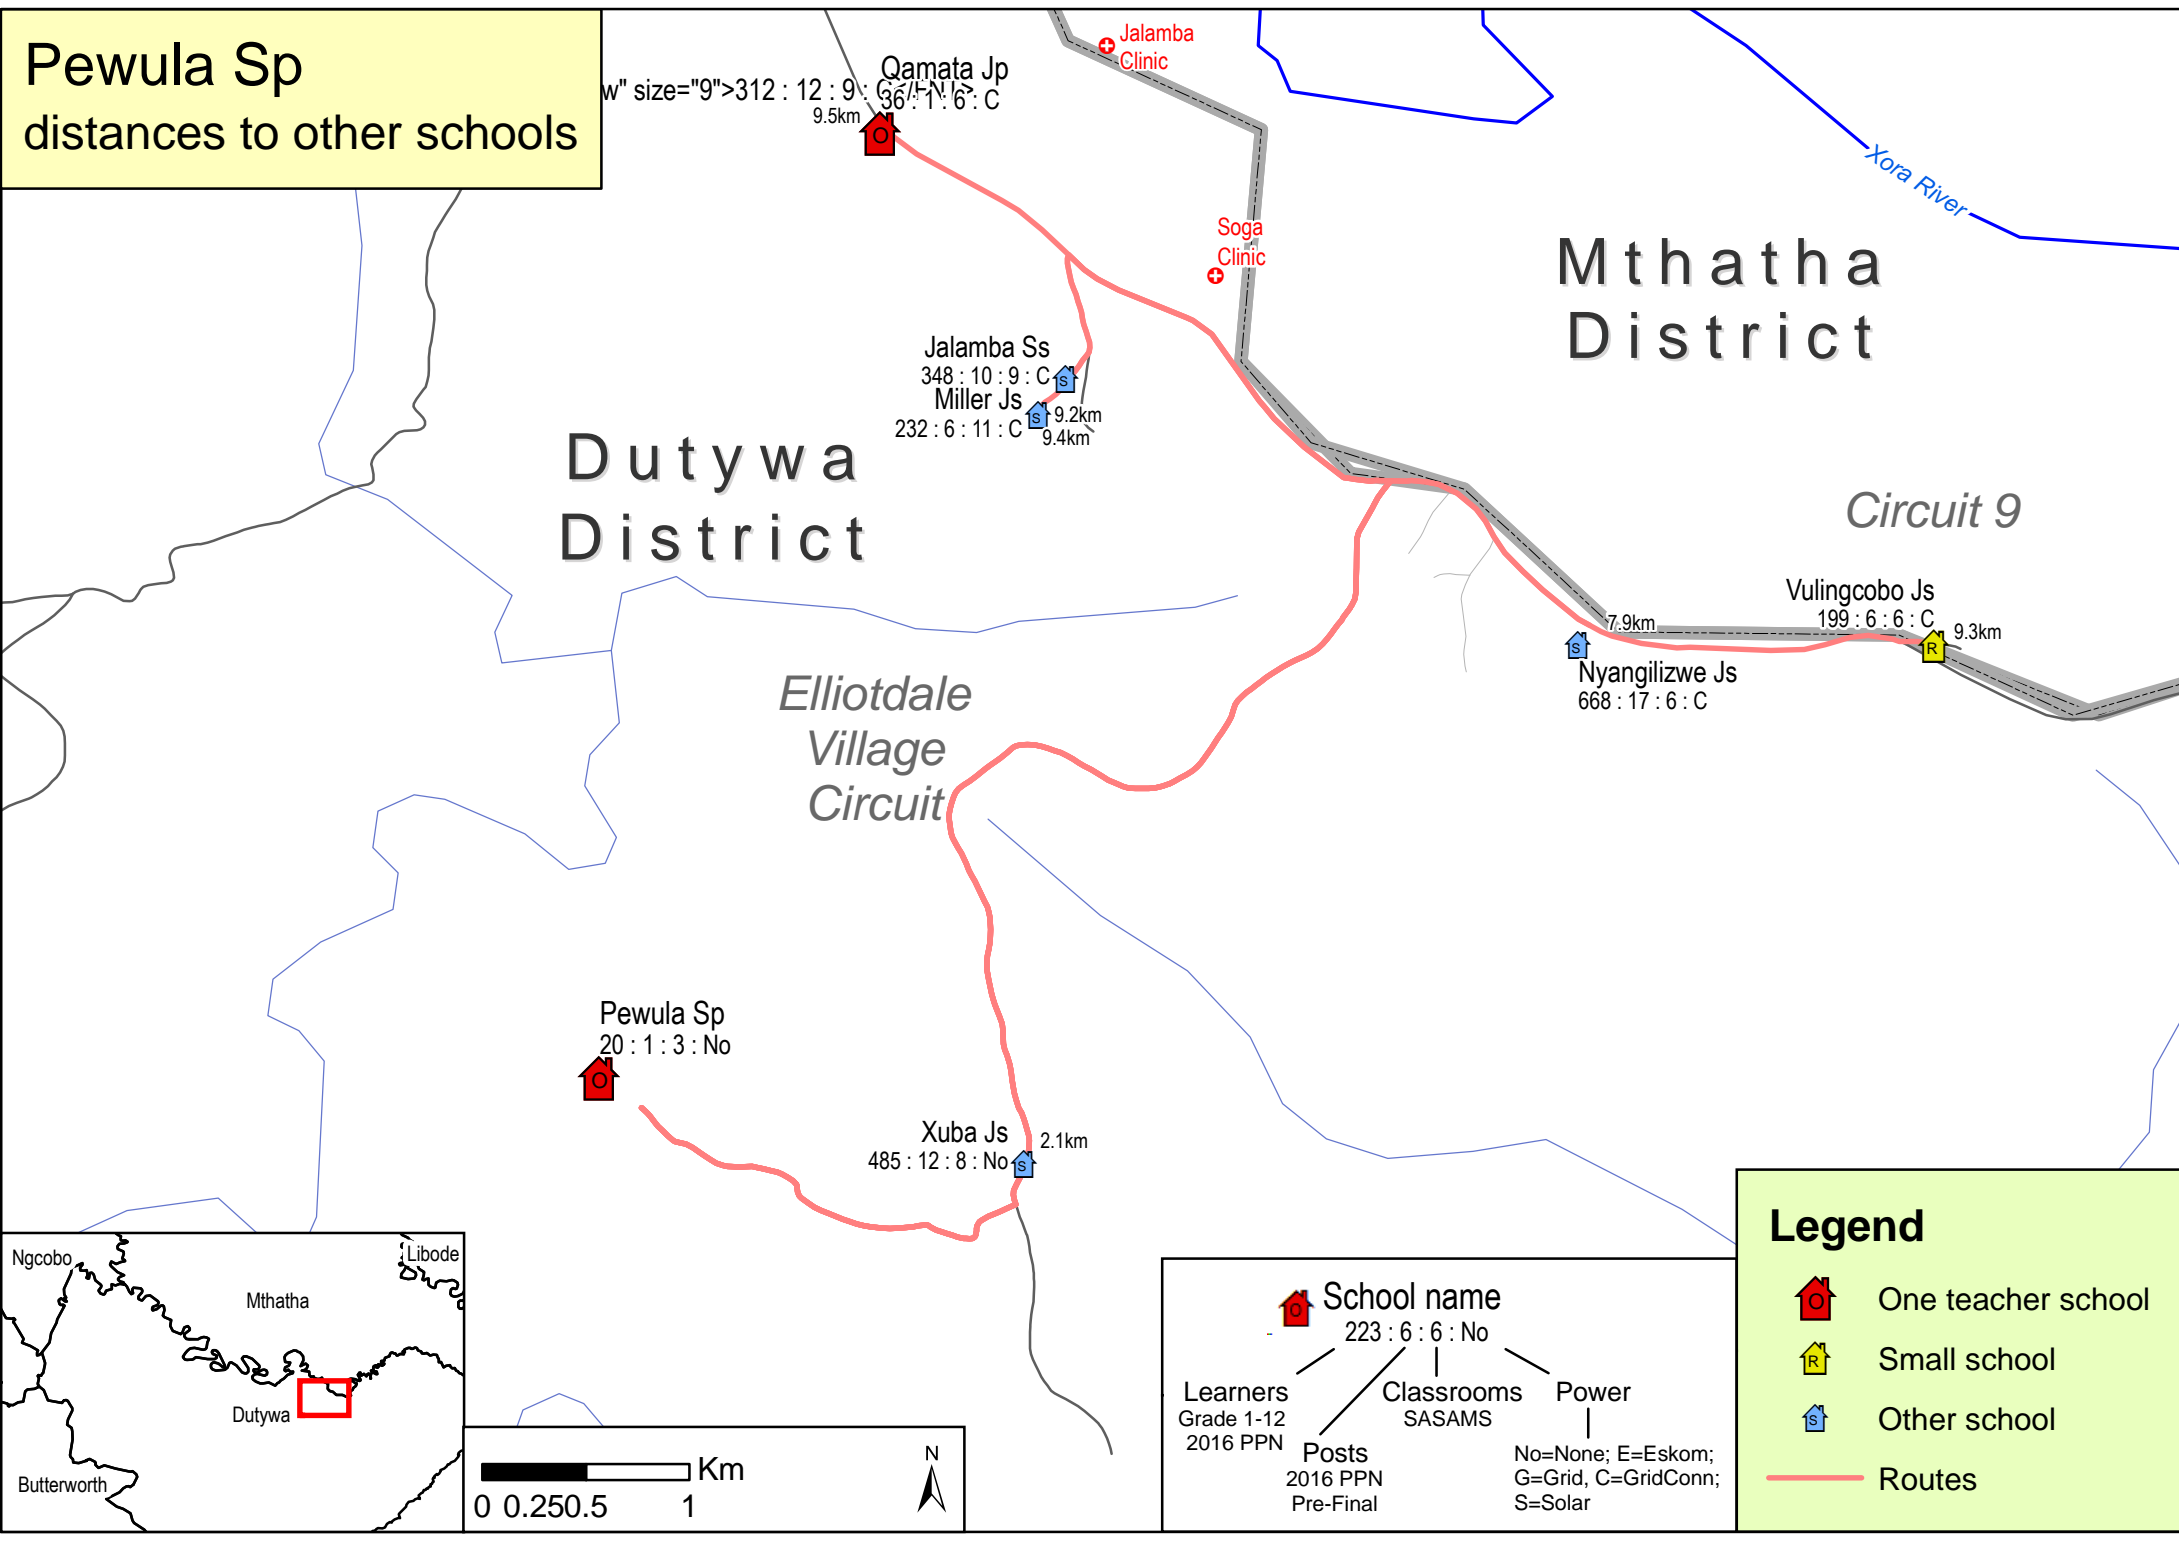 Pewula Sp
distances to other schools
w" size="9">312 : 12 : 9 :
Qamata Jp
36 : 1 : 6 : C
9.5km
Jalamba
Clinic
Soga
Clinic
Xora River
Mthatha
District
Jalamba Ss
348 : 10 : 9 : C
Miller Js
232 : 6 : 11 : C
9.2km
9.4km
Dutywa
District
Circuit 9
Vulingcobo Js
199 : 6 : 6 : C
9.3km
7.9km
Nyangilizwe Js
668 : 17 : 6 : C
Elliotdale
Village
Circuit
Pewula Sp
20 : 1 : 3 : No
Xuba Js
485 : 12 : 8 : No
2.1km
O
S
S
S
R
O
S
Ngcobo
Libode
Mthatha
Dutywa
Butterworth
Km
0 0.25 0.5 1
N
O
School name
223 : 6 : 6 : No
Learners
Grade 1-12
2016 PPN
Posts
2016 PPN
Pre-Final
Classrooms
SASAMS
Power
No=None; E=Eskom;
G=Grid, C=GridConn;
S=Solar
Legend
O One teacher school
R Small school
S Other school
Routes